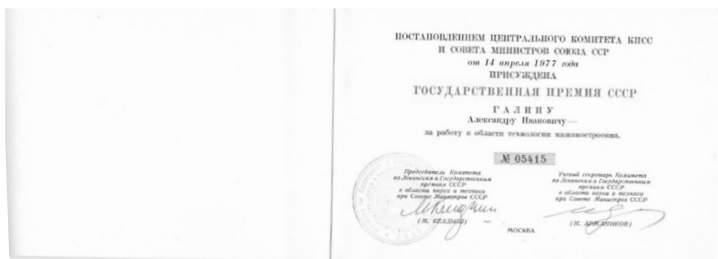 ПОСТАНОВЛЕНИЕМ ЦЕНТРАЛЬНОГО КОМИТЕТА КПСС
И СОВЕТА МИНИСТРОВ СОЮЗА ССР
от 14 апреля 1977 года
ПРИСУЖДЕНА
ГОСУДАРСТВЕННАЯ ПРЕМИЯ СССР
ГАЛИНУ
Александру Ивановичу —
за работу в области технологии машиностроения.
№ 05415
Председатель Комитета
по Ленинским и Государственным
премиям СССР
в области науки и техники
при Совете Министров СССР
(М. КЕЛДЫШ)
Ученый секретарь Комитета
по Ленинским и Государственным
премиям СССР
в области науки и техники
при Совете Министров СССР
(И. АРЖАНИКОВ)
МОСКВА